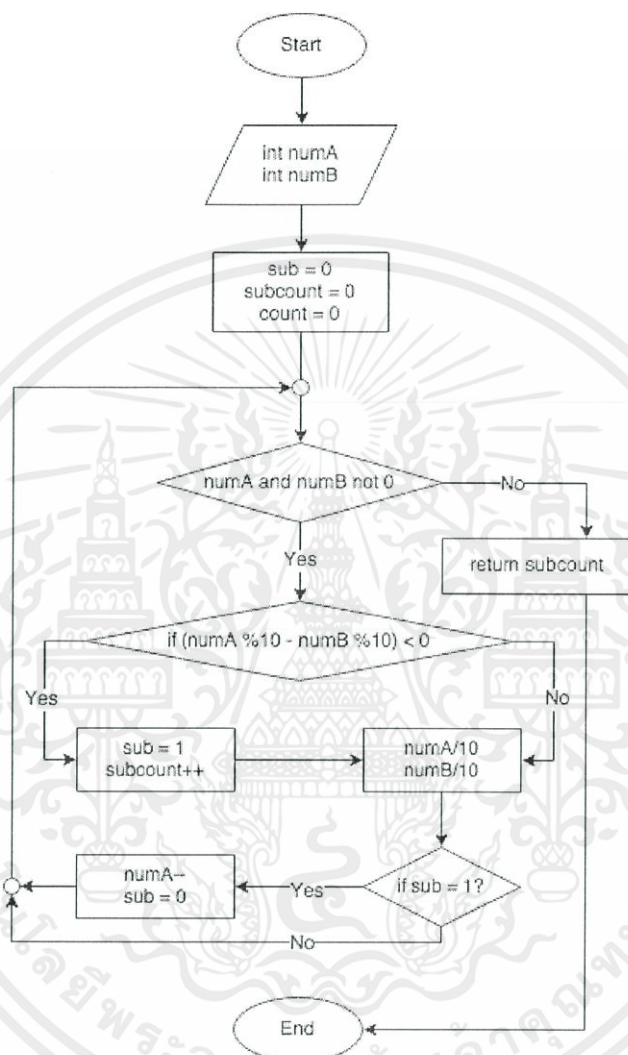 Start
int numA
int numB
sub = 0
subcount = 0
count = 0
numA and numB not 0
No
Yes
return subcount
if (numA %10 - numB %10) < 0
Yes
No
sub = 1
subcount++
numA/10
numB/10
numA--
sub = 0
Yes
if sub = 1?
No
End